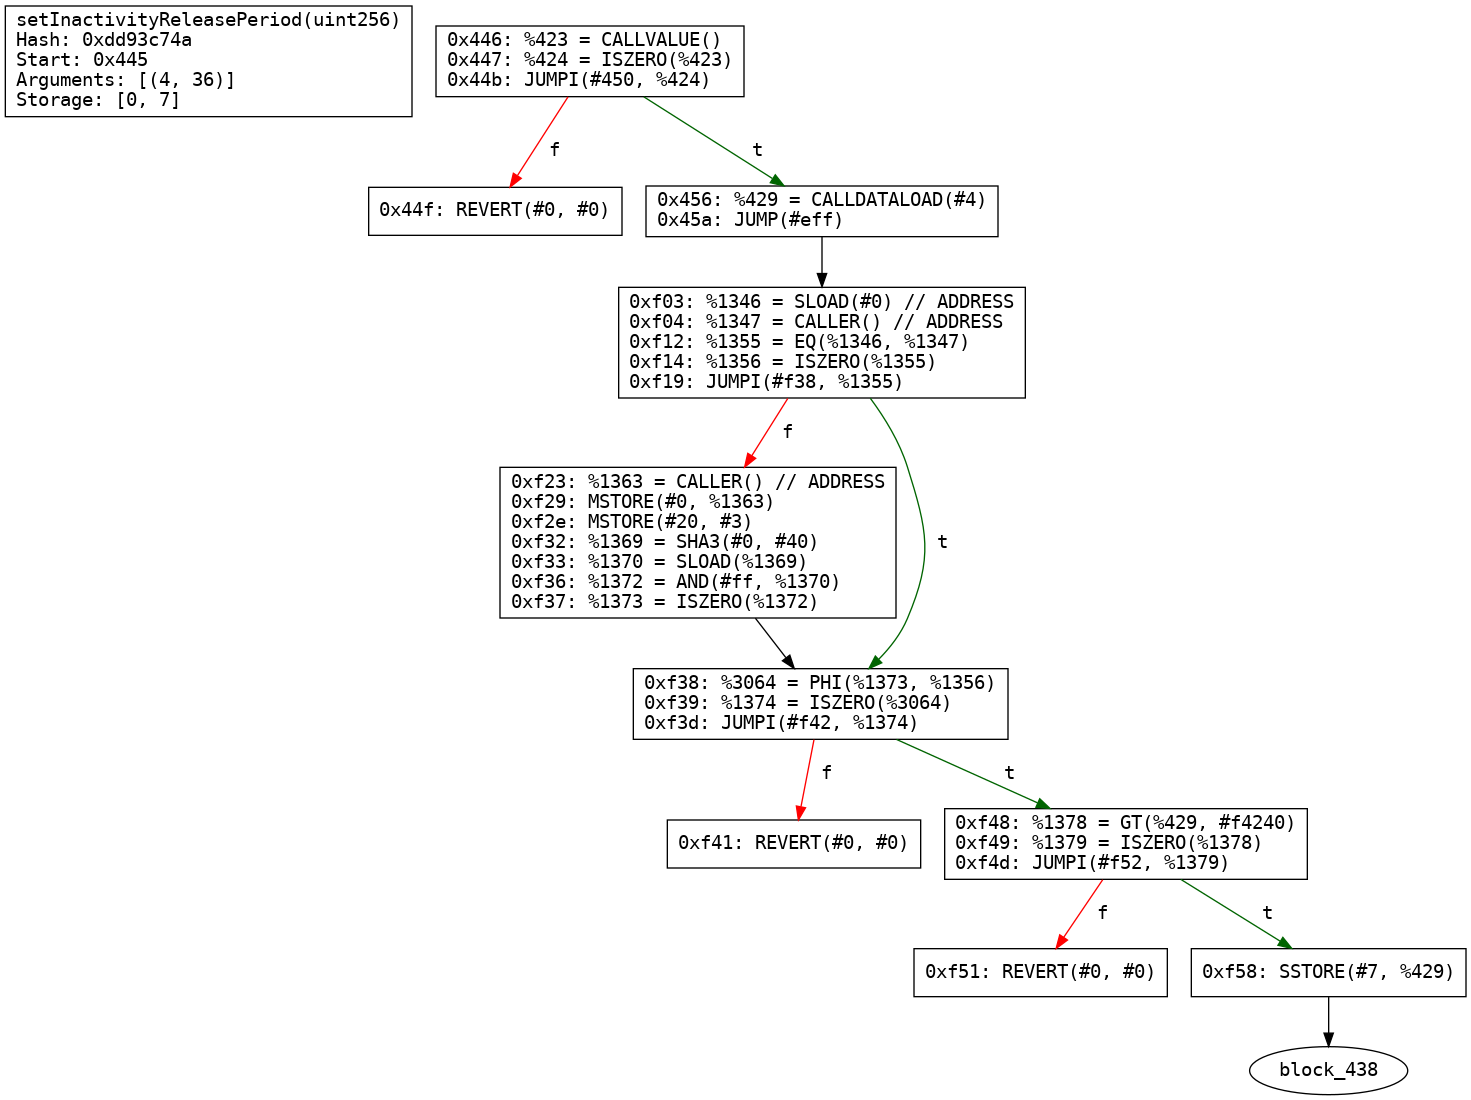 setInactivityReleasePeriod(uint256)
Hash: 0xdd93c74a
Start: 0x445
Arguments: [(4, 36)]
Storage: [0, 7]
0x446: %423 = CALLVALUE()
0x447: %424 = ISZERO(%423)
0x44b: JUMPI(#450, %424)
f
t
0x44f: REVERT(#0, #0)
0x456: %429 = CALLDATALOAD(#4)
0x45a: JUMP(#eff)
0xf03: %1346 = SLOAD(#0) // ADDRESS
0xf04: %1347 = CALLER() // ADDRESS
0xf12: %1355 = EQ(%1346, %1347)
0xf14: %1356 = ISZERO(%1355)
0xf19: JUMPI(#f38, %1355)
f
t
0xf23: %1363 = CALLER() // ADDRESS
0xf29: MSTORE(#0, %1363)
0xf2e: MSTORE(#20, #3)
0xf32: %1369 = SHA3(#0, #40)
0xf33: %1370 = SLOAD(%1369)
0xf36: %1372 = AND(#ff, %1370)
0xf37: %1373 = ISZERO(%1372)
0xf38: %3064 = PHI(%1373, %1356)
0xf39: %1374 = ISZERO(%3064)
0xf3d: JUMPI(#f42, %1374)
f
t
0xf41: REVERT(#0, #0)
0xf48: %1378 = GT(%429, #f4240)
0xf49: %1379 = ISZERO(%1378)
0xf4d: JUMPI(#f52, %1379)
f
t
0xf51: REVERT(#0, #0)
0xf58: SSTORE(#7, %429)
block_438